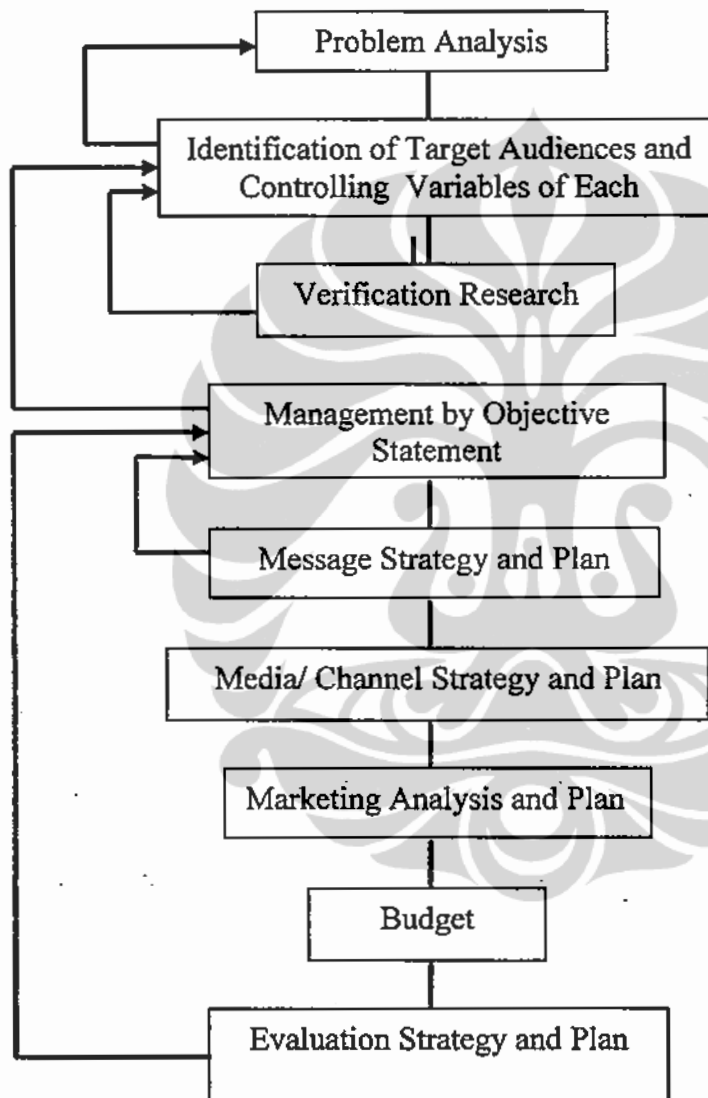 Problem Analysis
Identification of Target Audiences and
Controlling Variables of Each
Verification Research
Management by Objective
Statement
Message Strategy and Plan
Media/ Channel Strategy and Plan
Marketing Analysis and Plan
Budget
Evaluation Strategy and Plan